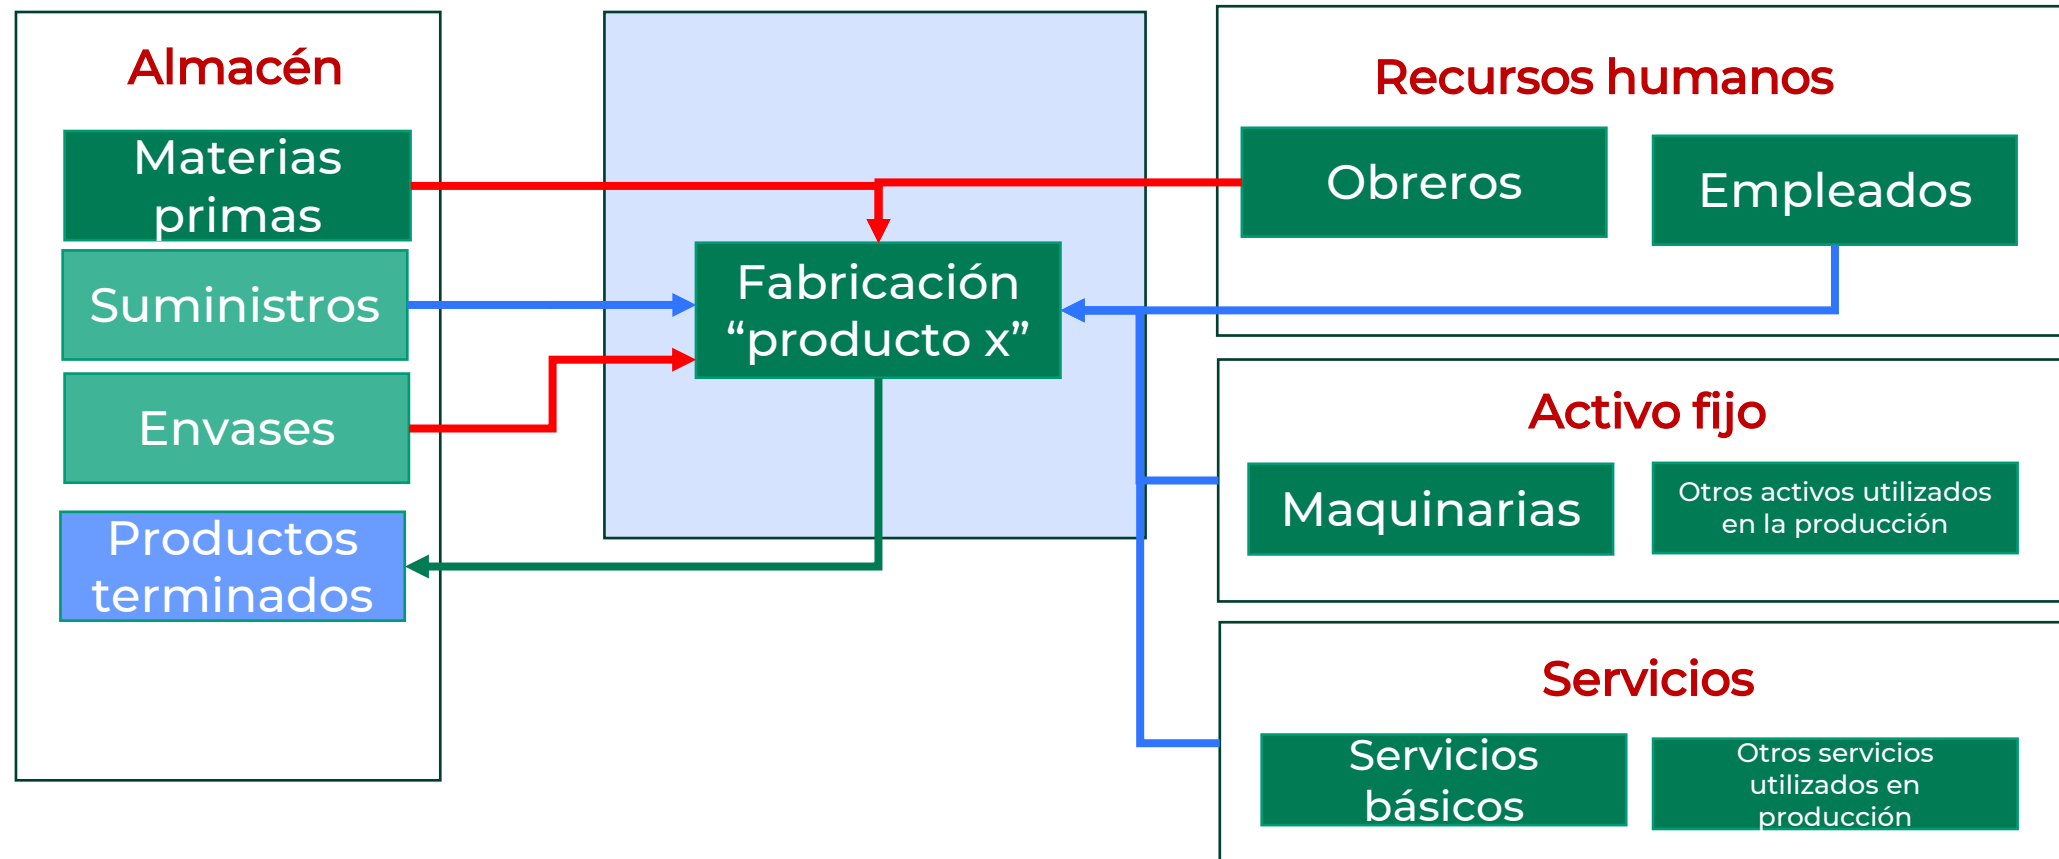 Almacén
Materias
primas
Suministros
Envases
Productos
terminados
Fabricación
“producto x”
Recursos humanos
Obreros
Empleados
Activo fijo
Maquinarias
Otros activos utilizados
en la producción
Servicios
Servicios
básicos
Otros servicios
utilizados en
producción